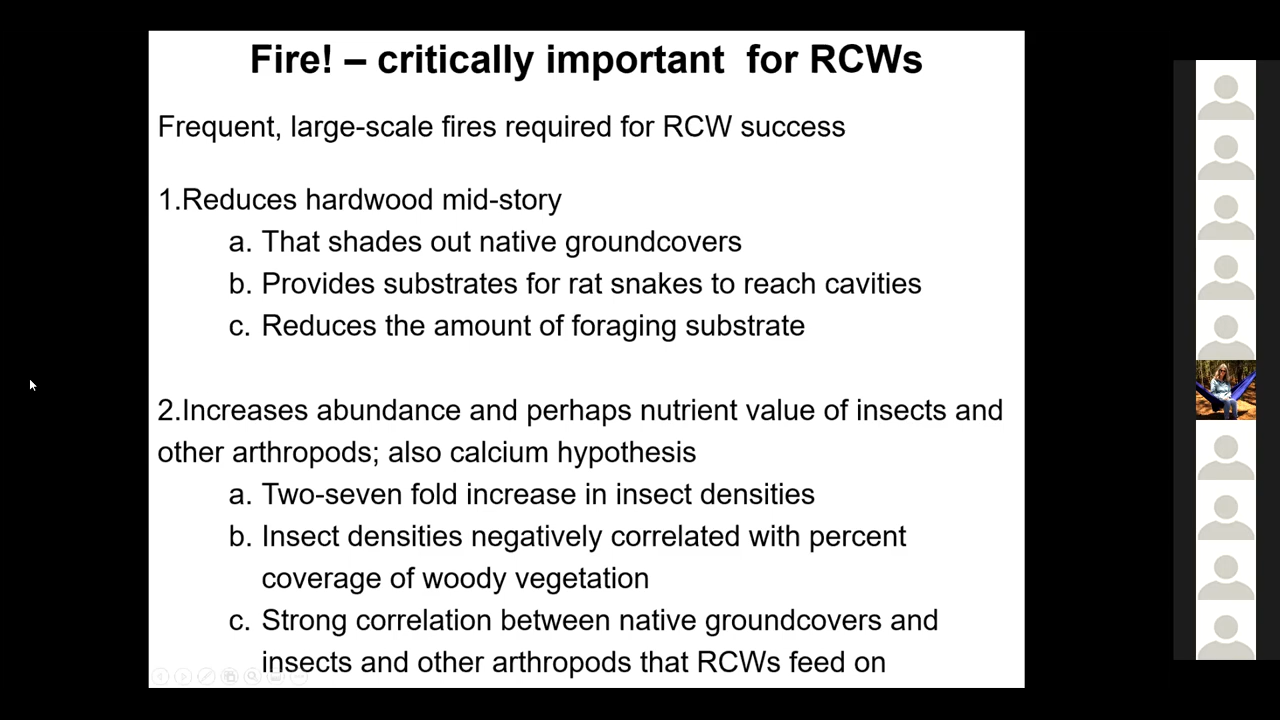 Fire! – critically important  for RCWs
Frequent, large-scale fires required for RCW success
1.Reduces hardwood mid-story
a. That shades out native groundcovers
b. Provides substrates for rat snakes to reach cavities
c. Reduces the amount of foraging substrate
2.Increases abundance and perhaps nutrient value of insects and
other arthropods; also calcium hypothesis
a. Two-seven fold increase in insect densities
b. Insect densities negatively correlated with percent
coverage of woody vegetation
c. Strong correlation between native groundcovers and
insects and other arthropods that RCWs feed on